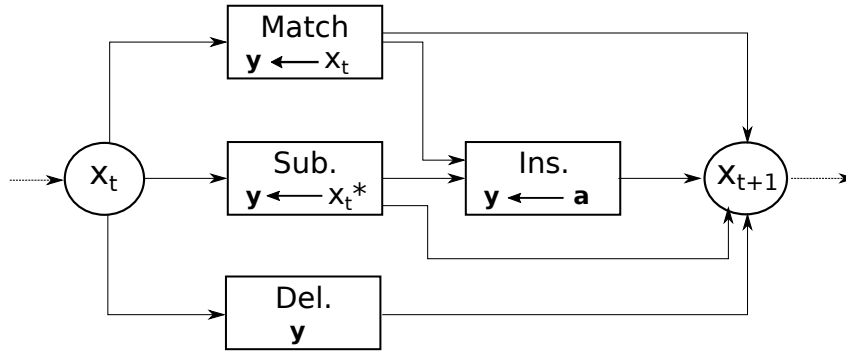 Match
y ← x_t
x_t
Sub.
y ← x_t*
Ins.
y ← a
x_{t+1}
Del.
y